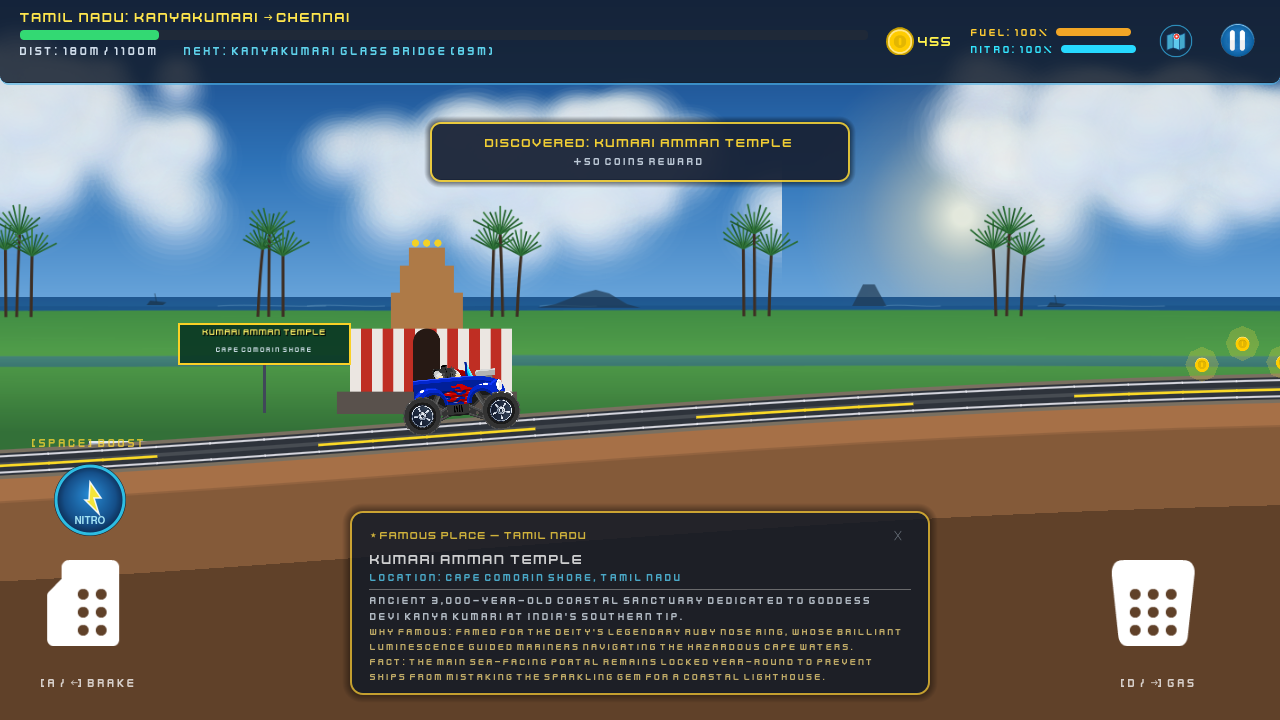 TAMIL NADU: KANYAKUMARI → CHENNAI
DIST: 180M / 1100M
NEXT: KANYAKUMARI GLASS BRIDGE (89M)
455
FUEL: 100%
NITRO: 100%
DISCOVERED: KUMARI AMMAN TEMPLE
+50 COINS REWARD
KUMARI AMMAN TEMPLE
CAPE COMORIN SHORE
[SPACE] BOOST
NITRO
[A / ←] BRAKE
[D / →] GAS
★ FAMOUS PLACE — TAMIL NADU
X
KUMARI AMMAN TEMPLE
LOCATION: CAPE COMORIN SHORE, TAMIL NADU
ANCIENT 3,000-YEAR-OLD COASTAL SANCTUARY DEDICATED TO GODDESS
DEVI KANYA KUMARI AT INDIA'S SOUTHERN TIP.
WHY FAMOUS: FAMED FOR THE DEITY'S LEGENDARY RUBY NOSE RING, WHOSE BRILLIANT
LUMINESCENCE GUIDED MARINERS NAVIGATING THE HAZARDOUS CAPE WATERS.
FACT: THE MAIN SEA-FACING PORTAL REMAINS LOCKED YEAR-ROUND TO PREVENT
SHIPS FROM MISTAKING THE SPARKLING GEM FOR A COASTAL LIGHTHOUSE.